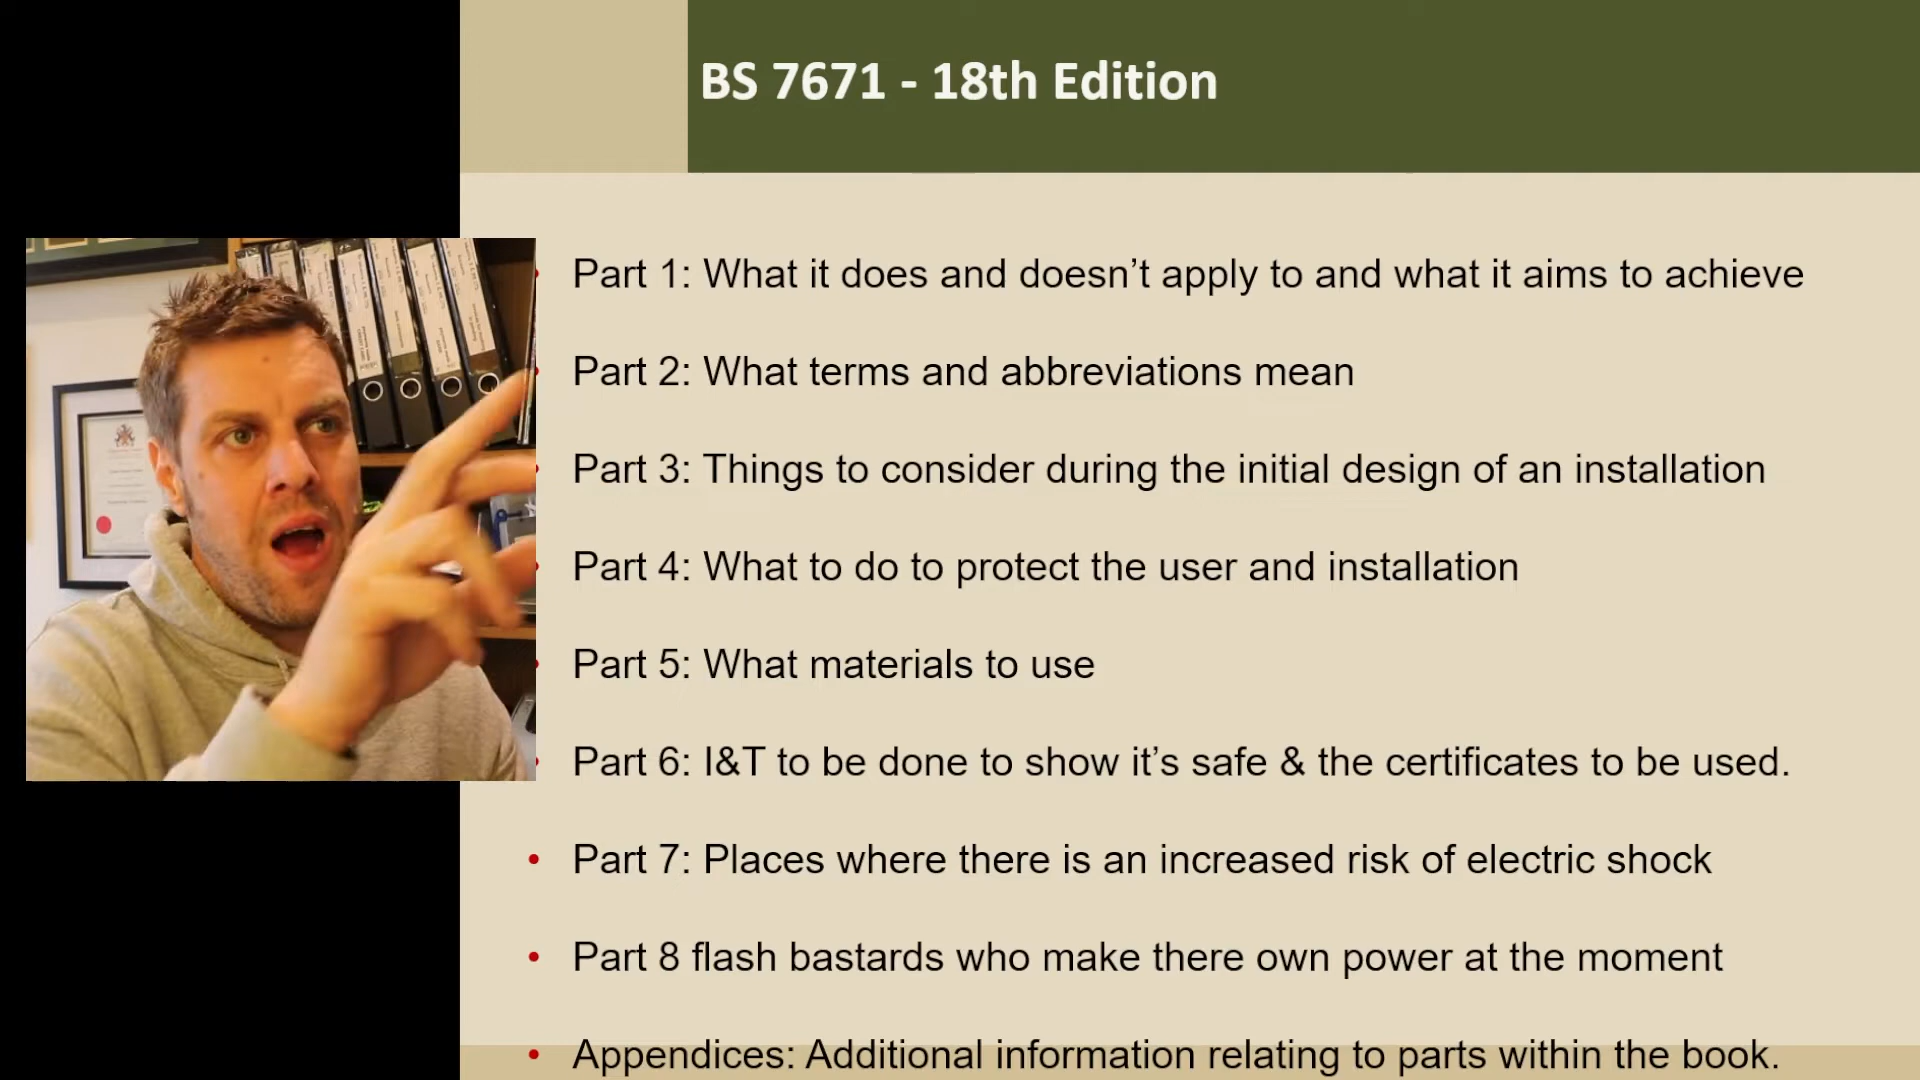 BS 7671 - 18th Edition
Part 1: What it does and doesn’t apply to and what it aims to achieve
Part 2: What terms and abbreviations mean
Part 3: Things to consider during the initial design of an installation
Part 4: What to do to protect the user and installation
Part 5: What materials to use
Part 6: I&T to be done to show it’s safe & the certificates to be used.
Part 7: Places where there is an increased risk of electric shock
Part 8 flash bastards who make there own power at the moment
Appendices: Additional information relating to parts within the book.